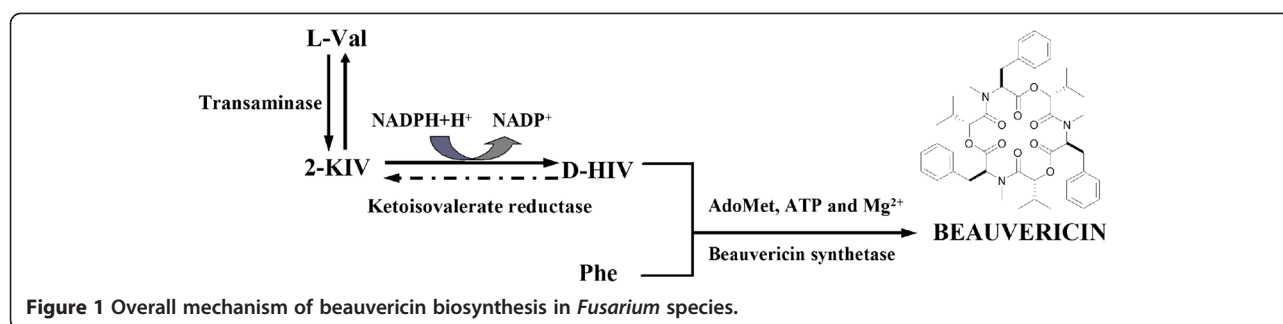 L-Val
Transaminase
NADPH+H⁺ NADP⁺
2-KIV D-HIV
Ketoisovalerate reductase
AdoMet, ATP and Mg²⁺
Beauvericin synthetase
Phe
BEAUVERICIN
N
O
O
O
O
N
O
O
O
O
N
O
O
O
Figure 1 Overall mechanism of beauvericin biosynthesis in Fusarium species.